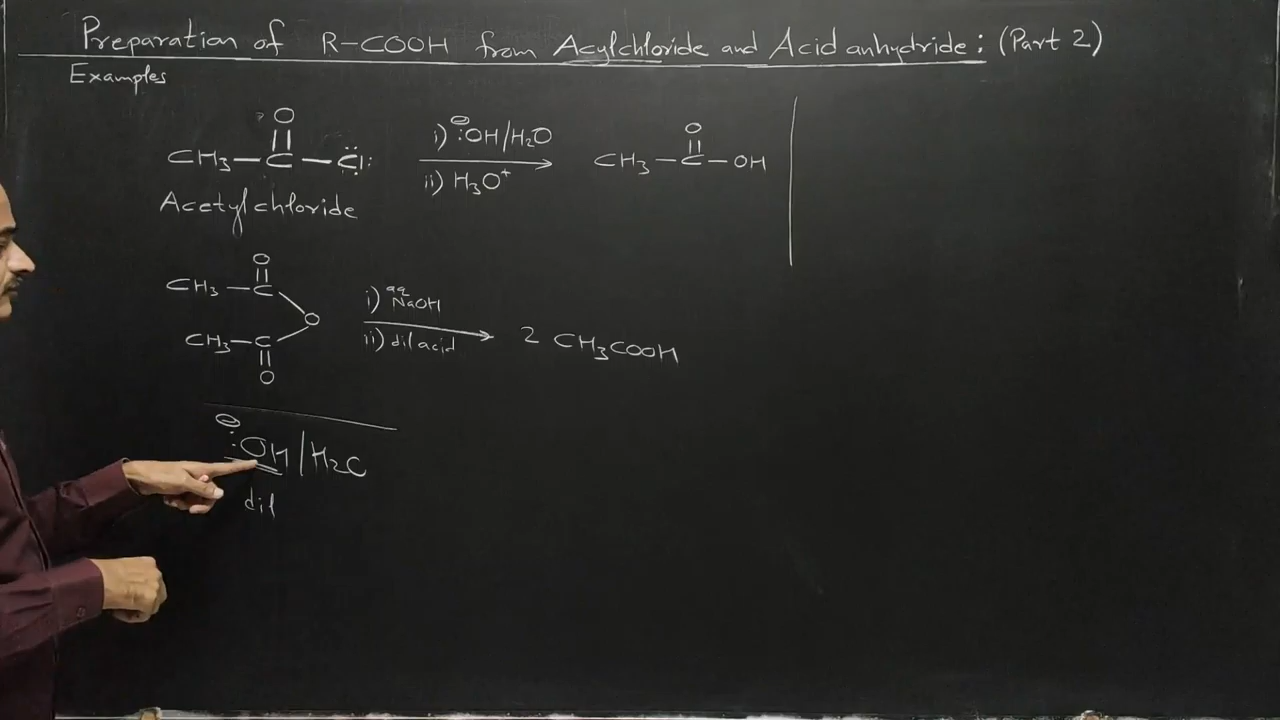 Preparation of R-COOH from Acylchloride and Acid anhydride: (Part 2)
Examples
O
CH3-C-Cl:
i) ⊖:OH/H2O
ii) H3O+
O
CH3-C-OH
Acetylchloride
O
CH3-C
O
CH3-C
O
i) aq NaOH
ii) dil acid
2 CH3COOH
⊖
:OH/H2O
dil